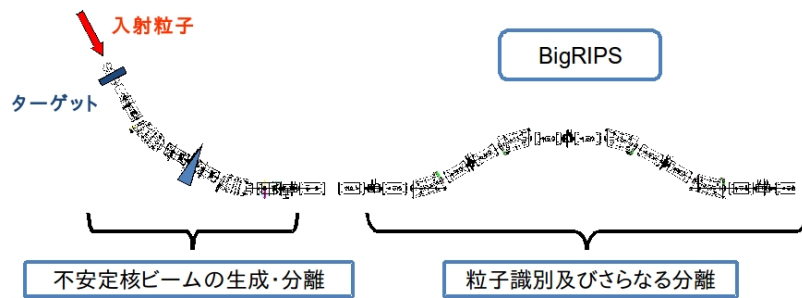 入射粒子
BigRIPS
ターゲット
不安定核ビームの生成・分離
粒子識別及びさらなる分離